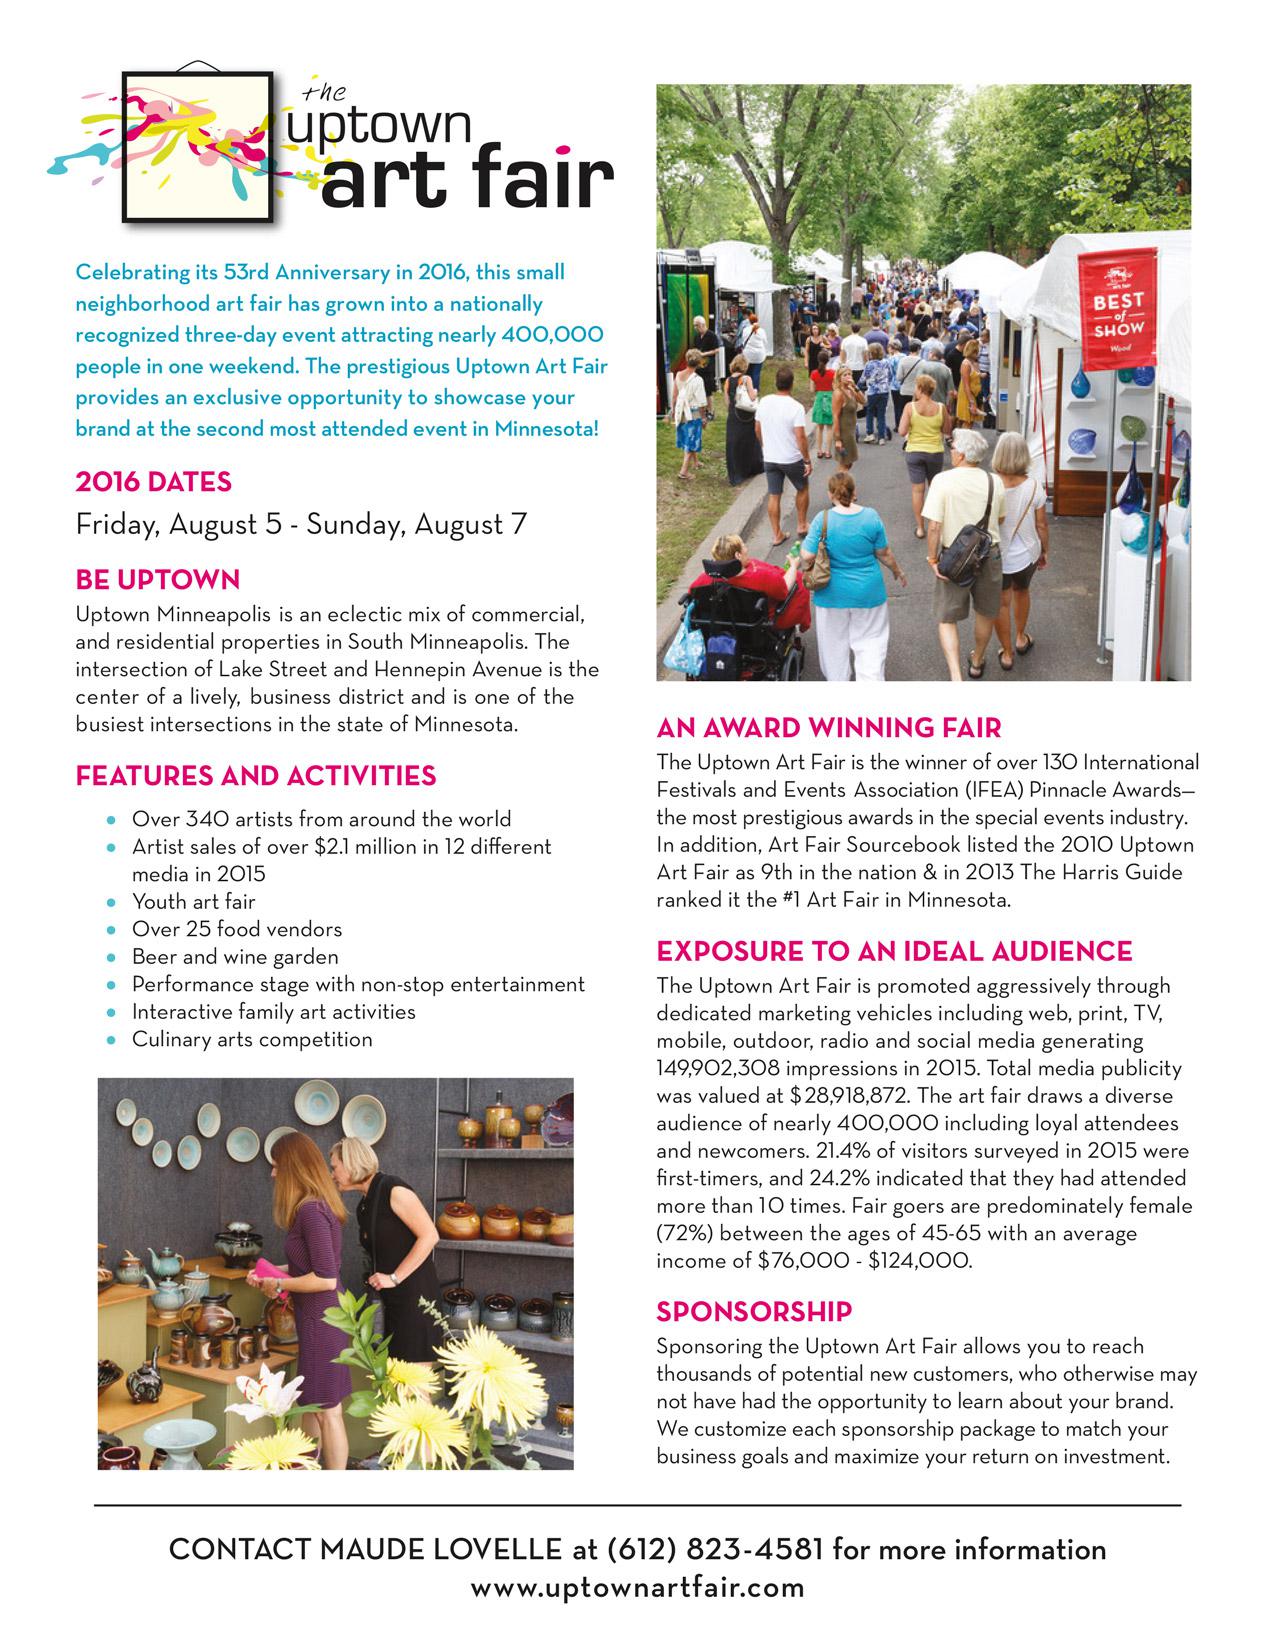 the
uptown
art fair
Celebrating its 53rd Anniversary in 2016, this small
neighborhood art fair has grown into a nationally
recognized three-day event attracting nearly 400,000
people in one weekend. The prestigious Uptown Art Fair
provides an exclusive opportunity to showcase your
brand at the second most attended event in Minnesota!
2016 DATES
Friday, August 5 - Sunday, August 7
BE UPTOWN
Uptown Minneapolis is an eclectic mix of commercial,
and residential properties in South Minneapolis. The
intersection of Lake Street and Hennepin Avenue is the
center of a lively, business district and is one of the
busiest intersections in the state of Minnesota.
FEATURES AND ACTIVITIES
• Over 340 artists from around the world
• Artist sales of over $2.1 million in 12 different
media in 2015
• Youth art fair
• Over 25 food vendors
• Beer and wine garden
• Performance stage with non-stop entertainment
• Interactive family art activities
• Culinary arts competition
art fair
BEST
of
SHOW
Wood
AN AWARD WINNING FAIR
The Uptown Art Fair is the winner of over 130 International
Festivals and Events Association (IFEA) Pinnacle Awards—
the most prestigious awards in the special events industry.
In addition, Art Fair Sourcebook listed the 2010 Uptown
Art Fair as 9th in the nation & in 2013 The Harris Guide
ranked it the #1 Art Fair in Minnesota.
EXPOSURE TO AN IDEAL AUDIENCE
The Uptown Art Fair is promoted aggressively through
dedicated marketing vehicles including web, print, TV,
mobile, outdoor, radio and social media generating
149,902,308 impressions in 2015. Total media publicity
was valued at $28,918,872. The art fair draws a diverse
audience of nearly 400,000 including loyal attendees
and newcomers. 21.4% of visitors surveyed in 2015 were
first-timers, and 24.2% indicated that they had attended
more than 10 times. Fair goers are predominately female
(72%) between the ages of 45-65 with an average
income of $76,000 - $124,000.
SPONSORSHIP
Sponsoring the Uptown Art Fair allows you to reach
thousands of potential new customers, who otherwise may
not have had the opportunity to learn about your brand.
We customize each sponsorship package to match your
business goals and maximize your return on investment.
CONTACT MAUDE LOVELLE at (612) 823-4581 for more information
www.uptownartfair.com